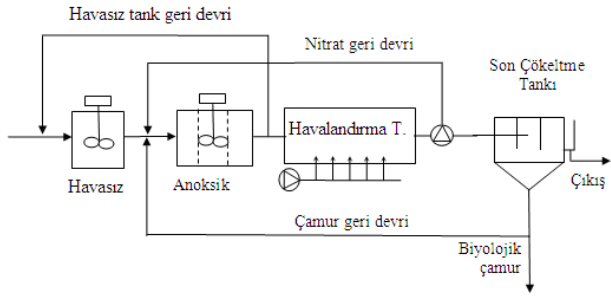 Havasız tank geri devri
Nitrat geri devri
Son Çökeltme
Tankı
Havalandırma T.
Havasız
Anoksik
Çıkış
Çamur geri devri
Biyolojik
çamur